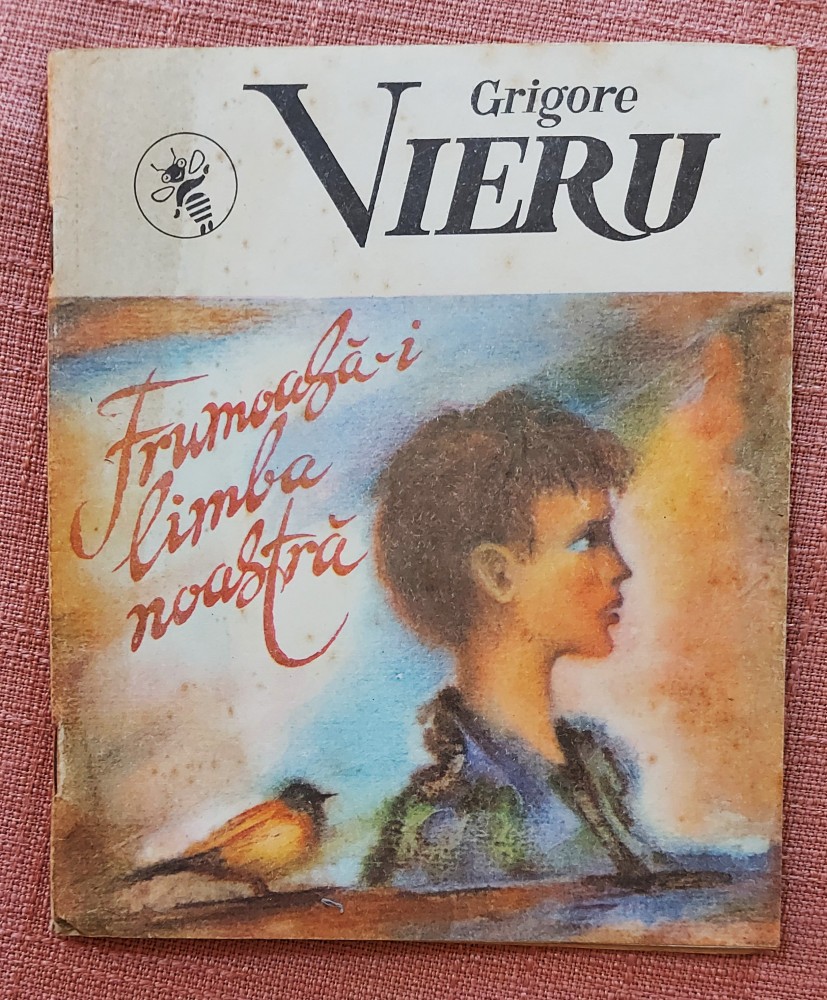 Grigore
VIERU
Frumoasă-i
limba
noastră